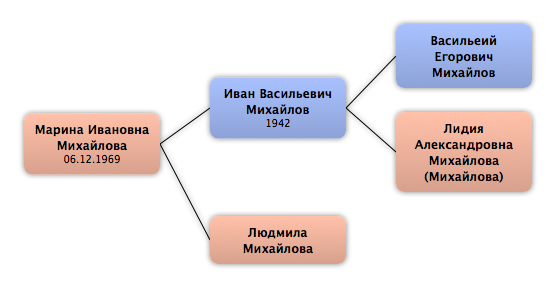 Васильеий
Егорович
Михайлов
Иван Васильевич
Михайлов
1942
Марина Ивановна
Михайлова
06.12.1969
Лидия
Александровна
Михайлова
(Михайлова)
Людмила
Михайлова